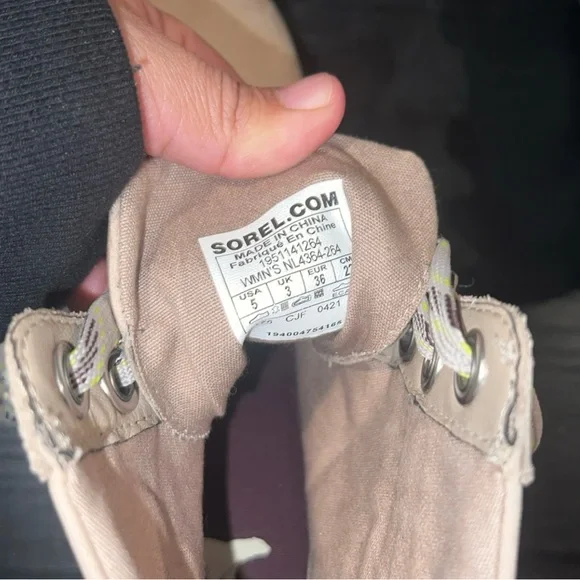 SOREL.COM
MADE IN CHINA
Fabriqué En Chine
1951141264
WMN'S NL4364-264
USA UK EUR CM
5 3 36
CJF 0421